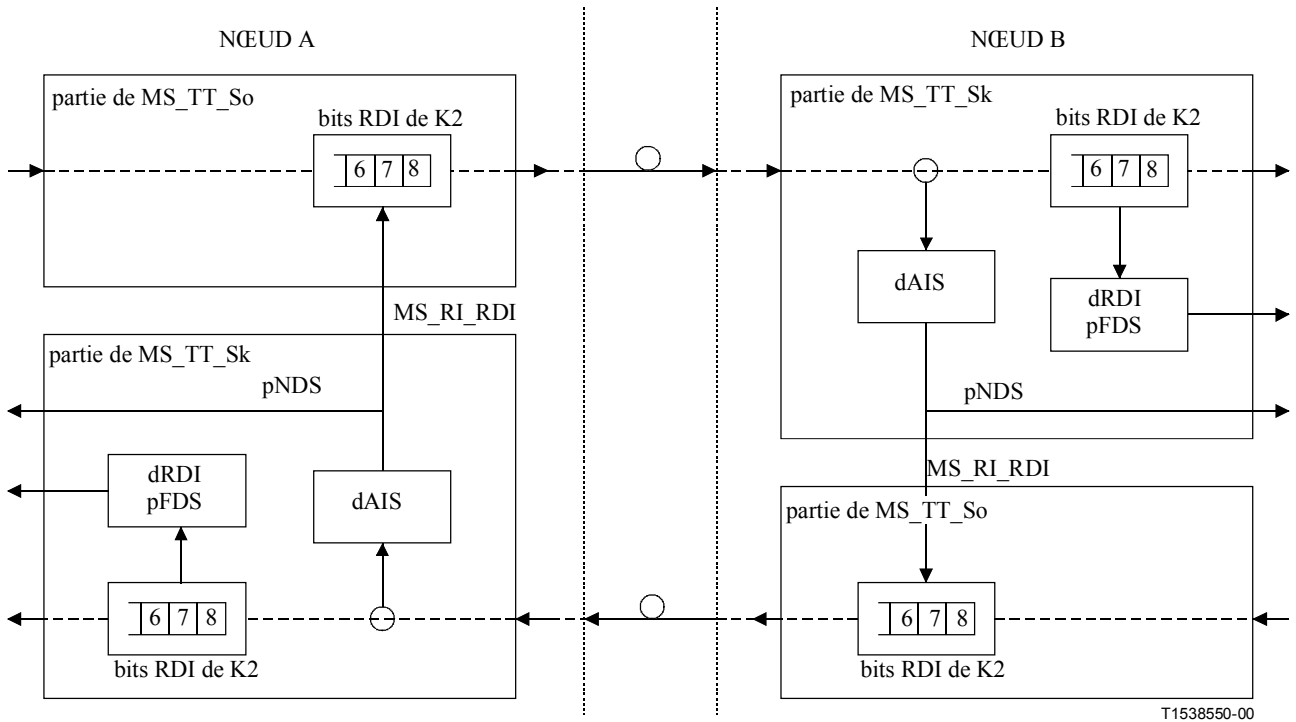 NŒUD A
partie de MS_TT_So
bits RDI de K2
6 7 8
MS_RI_RDI
partie de MS_TT_Sk
pNDS
dRDI
pFDS
dAIS
6 7 8
bits RDI de K2
NŒUD B
partie de MS_TT_Sk
bits RDI de K2
6 7 8
dAIS
dRDI
pFDS
pNDS
MS_RI_RDI
partie de MS_TT_So
6 7 8
bits RDI de K2
T1538550-00